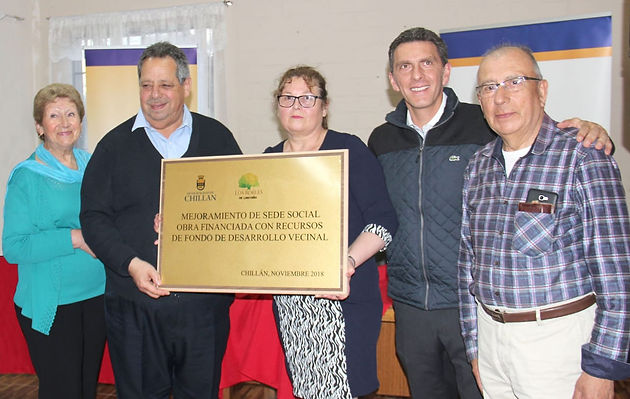 CHILLÁN
LOS ROBLES
MEJORAMIENTO DE SEDE SOCIAL
OBRA FINANCIADA CON RECURSOS
DE FONDO DE DESARROLLO VECINAL
CHILLÁN, NOVIEMBRE 2018